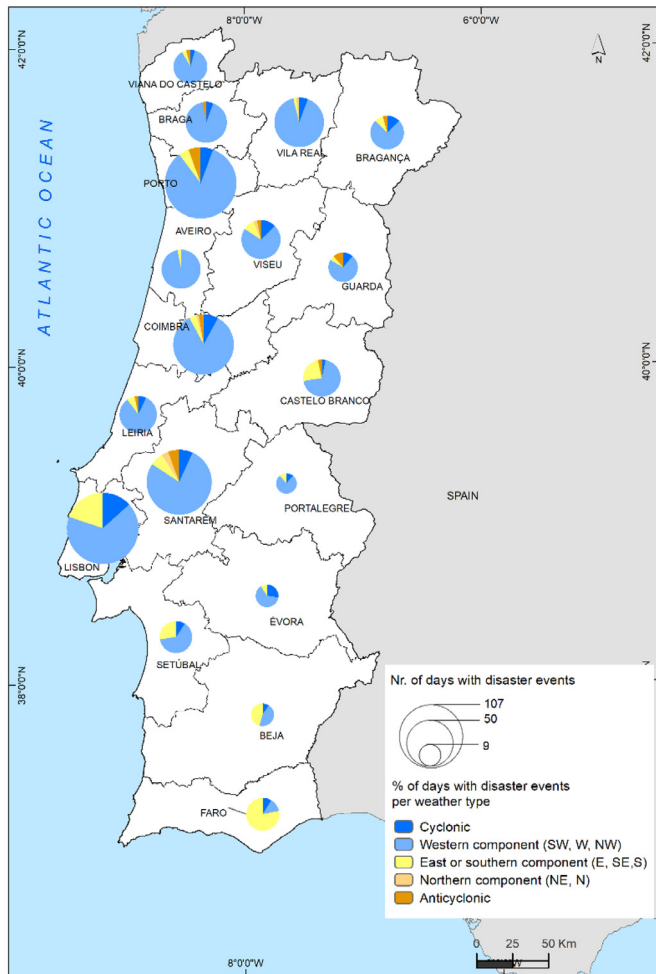 8°0'0"W
6°0'0"W
42°0'0"N
42°0'0"N
N
VIANA DO CASTELO
BRAGA
VILA REAL
BRAGANÇA
PORTO
ATLANTIC OCEAN
AVEIRO
VISEU
GUARDA
COIMBRA
40°0'0"N
40°0'0"N
CASTELO BRANCO
LEIRIA
SANTARÉM
PORTALEGRE
SPAIN
LISBON
ÉVORA
SETÚBAL
38°0'0"N
BEJA
FARO
Nr. of days with disaster events
107
50
9
% of days with disaster events
per weather type
Cyclonic
Western component (SW, W, NW)
East or southern component (E, SE,S)
Northern component (NE, N)
Anticyclonic
0 25 50 Km
8°0'0"W